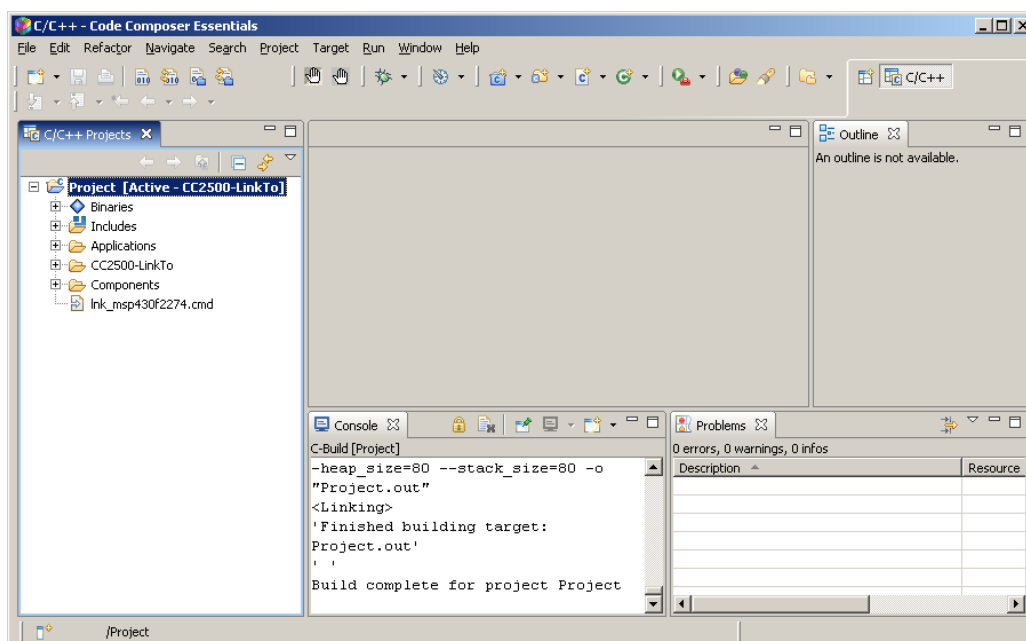 C/C++ - Code Composer Essentials
File Edit Refactor Navigate Search Project Target Run Window Help
C/C++
C/C++ Projects
Project [Active - CC2500-LinkTo]
Binaries
Includes
Applications
CC2500-LinkTo
Components
lnk_msp430f2274.cmd
Outline
An outline is not available.
Console
C-Build [Project]
-heap_size=80 --stack_size=80 -o
"Project.out"
<Linking>
'Finished building target:
Project.out'
' '
Build complete for project Project
Problems
0 errors, 0 warnings, 0 infos
Description Resource
/Project